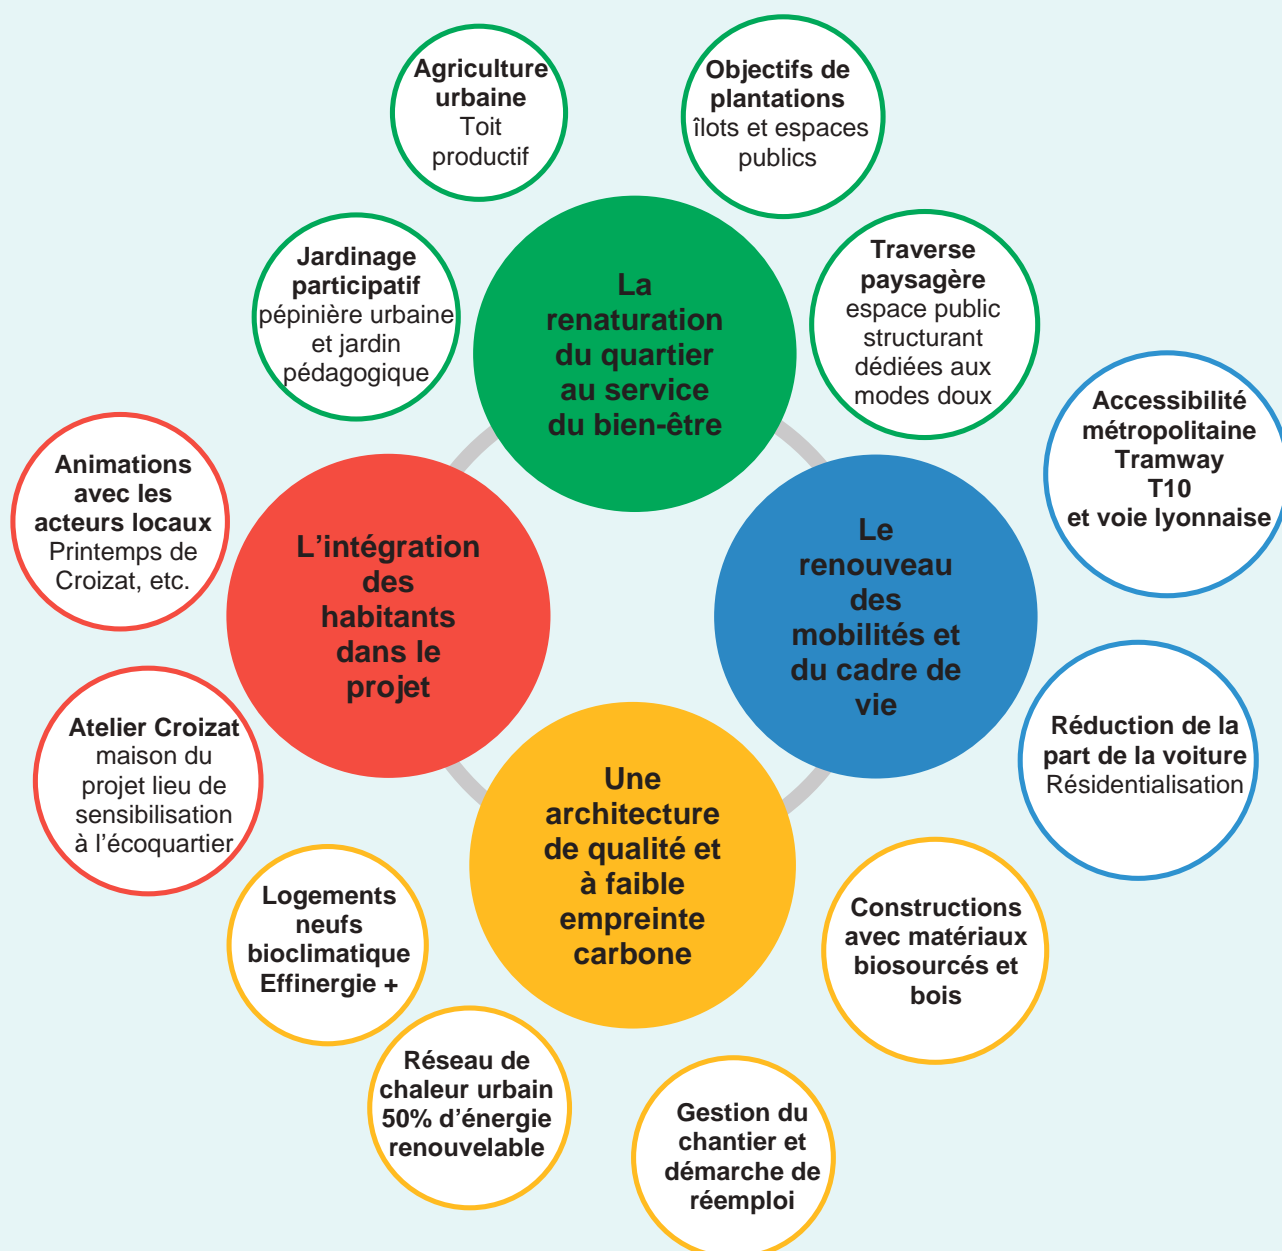 Agriculture
urbaine
Toit
productif
Objectifs de
plantations
îlots et espaces
publics
Jardinage
participatif
pépinière urbaine
et jardin
pédagogique
La
renaturation
du quartier
au service
du bien-être
Traverse
paysagère
espace public
structurant
dédiées aux
modes doux
Accessibilité
métropolitaine
Tramway
T10
et voie lyonnaise
Animations
avec les
acteurs locaux
Printemps de
Croizat, etc.
L’intégration
des
habitants
dans le
projet
Le
renouveau
des
mobilités et
du cadre de
vie
Atelier Croizat
maison du
projet lieu de
sensibilisation
à l’écoquartier
Réduction de la
part de la voiture
Résidentialisation
Une
architecture
de qualité et
à faible
empreinte
carbone
Logements
neufs
bioclimatique
Effinergie +
Constructions
avec matériaux
biosourcés et
bois
Réseau de
chaleur urbain
50% d’énergie
renouvelable
Gestion du
chantier et
démarche de
réemploi